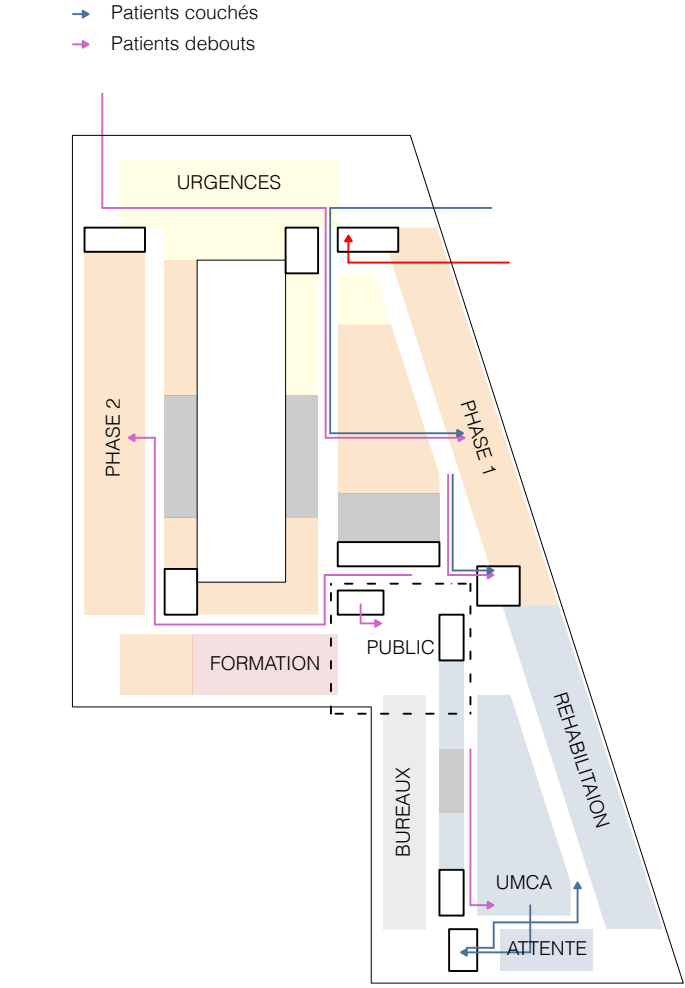 Patients couchés
Patients debouts
URGENCES
PHASE 2
PHASE 1
PUBLIC
FORMATION
REHABILITAION
BUREAUX
UMCA
ATTENTE